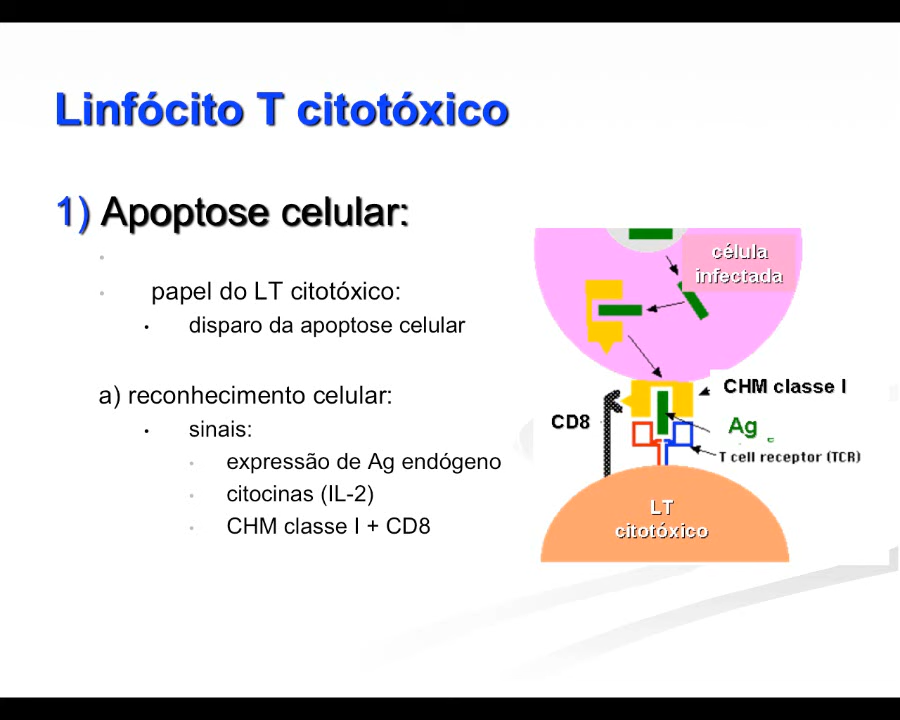 Linfócito T citotóxico
1) Apoptose celular:
papel do LT citotóxico:
disparo da apoptose celular
a) reconhecimento celular:
sinais:
expressão de Ag endógeno
citocinas (IL-2)
CHM classe I + CD8
célula
infectada
CHM classe I
CD8
Ag
T cell receptor (TCR)
LT
citotóxico